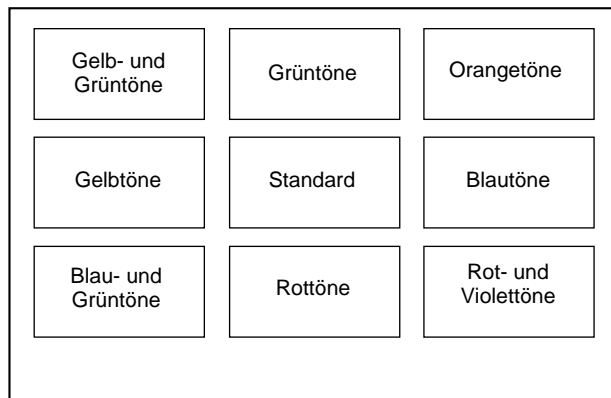 Gelb- und
Grüntöne
Grüntöne
Orangetöne
Gelbtöne
Standard
Blautöne
Blau- und
Grüntöne
Rottöne
Rot- und
Violettöne